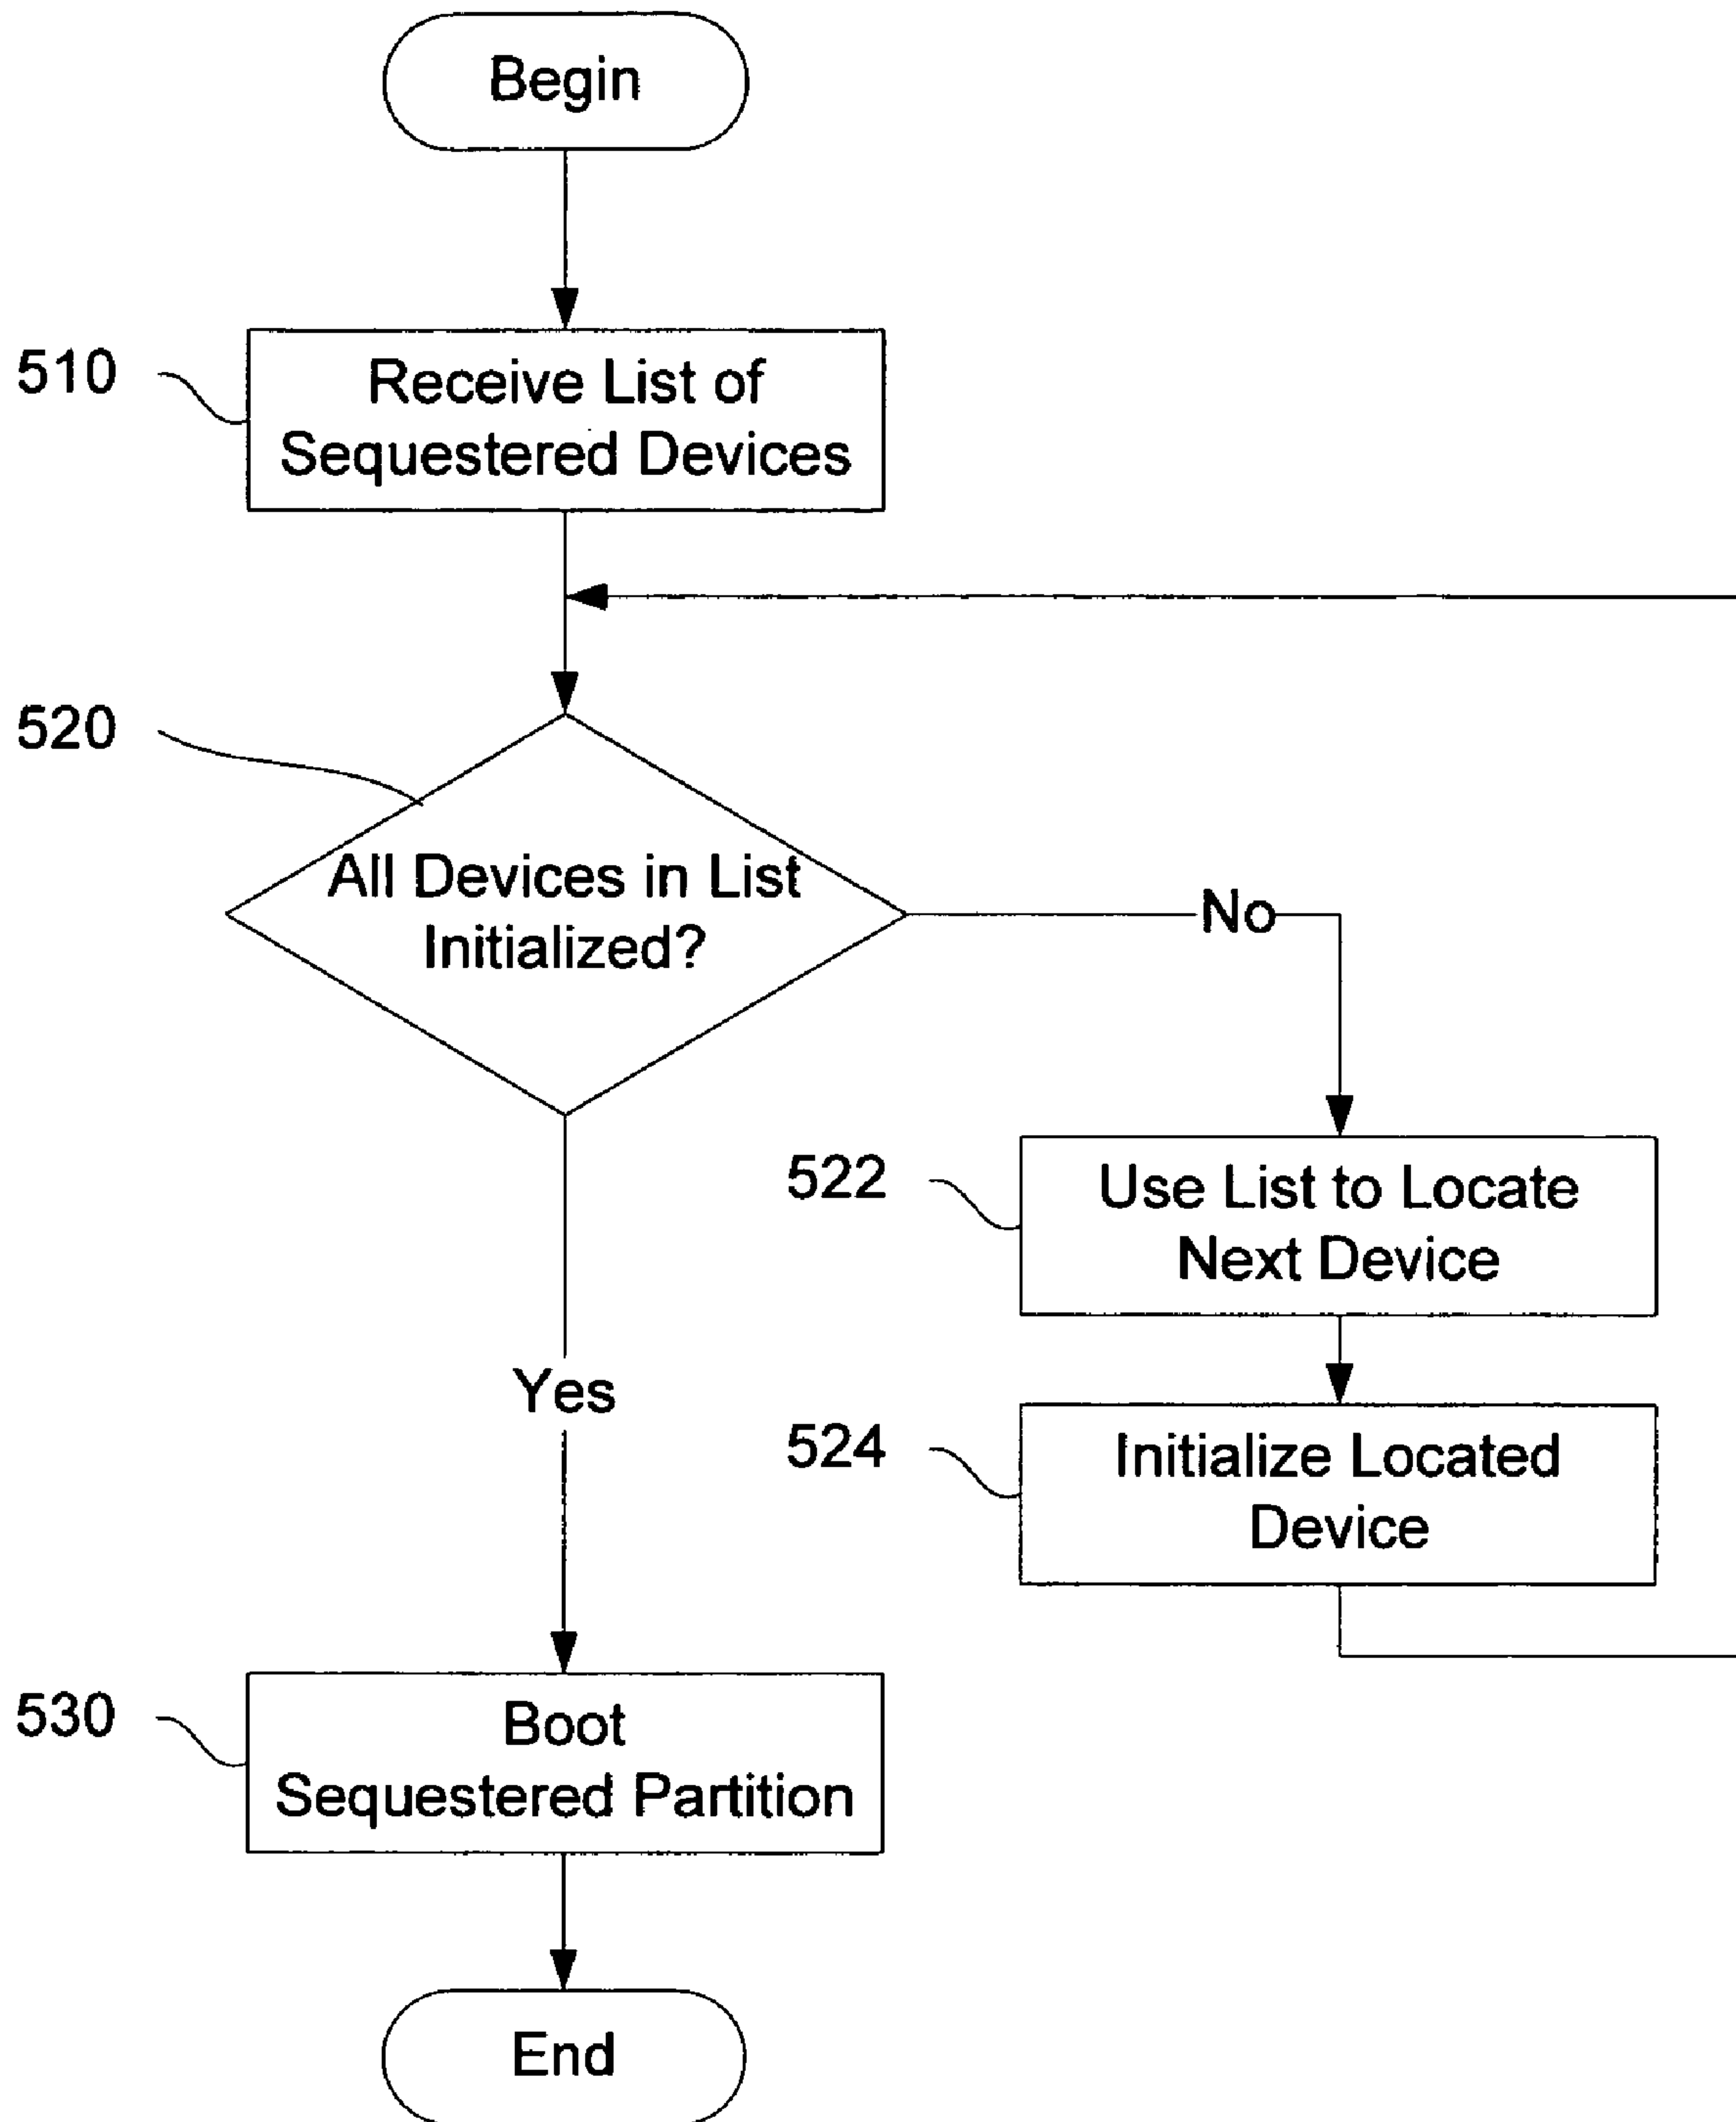 Begin
510
Receive List of
Sequestered Devices
520
All Devices in List
Initialized?
No
522
Use List to Locate
Next Device
Yes
524
Initialize Located
Device
530
Boot
Sequestered Partition
End